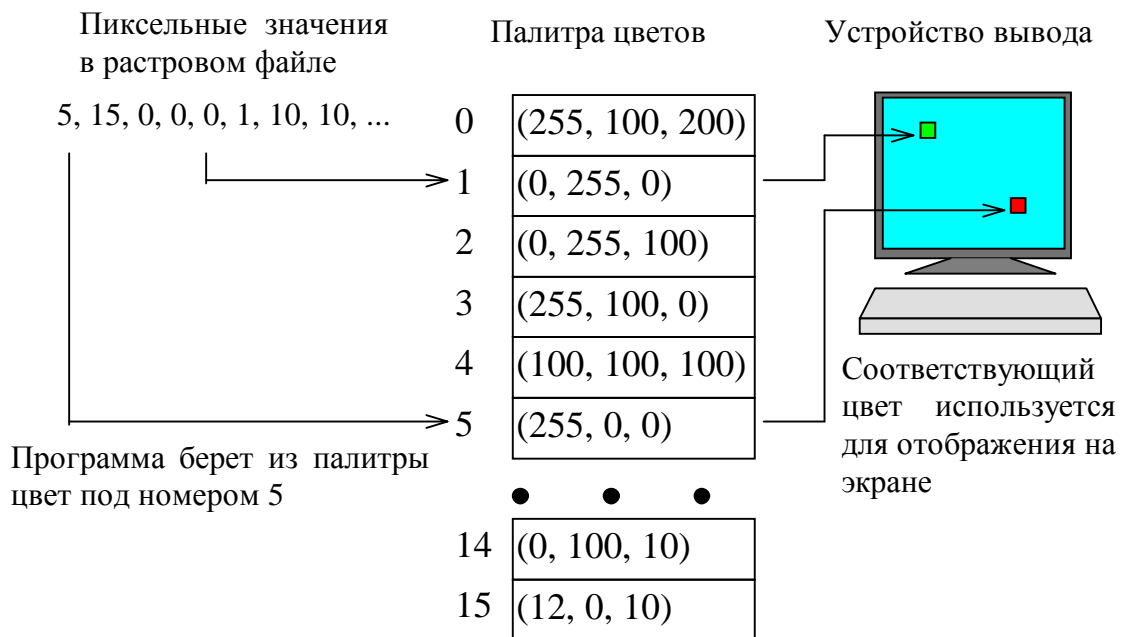 Пиксельные значения
в растровом файле
5, 15, 0, 0, 0, 1, 10, 10, ...
Программа берет из палитры
цвет под номером 5
Палитра цветов
0 (255, 100, 200)
1 (0, 255, 0)
2 (0, 255, 100)
3 (255, 100, 0)
4 (100, 100, 100)
5 (255, 0, 0)
14 (0, 100, 10)
15 (12, 0, 10)
Устройство вывода
Соответствующий
цвет используется
для отображения на
экране